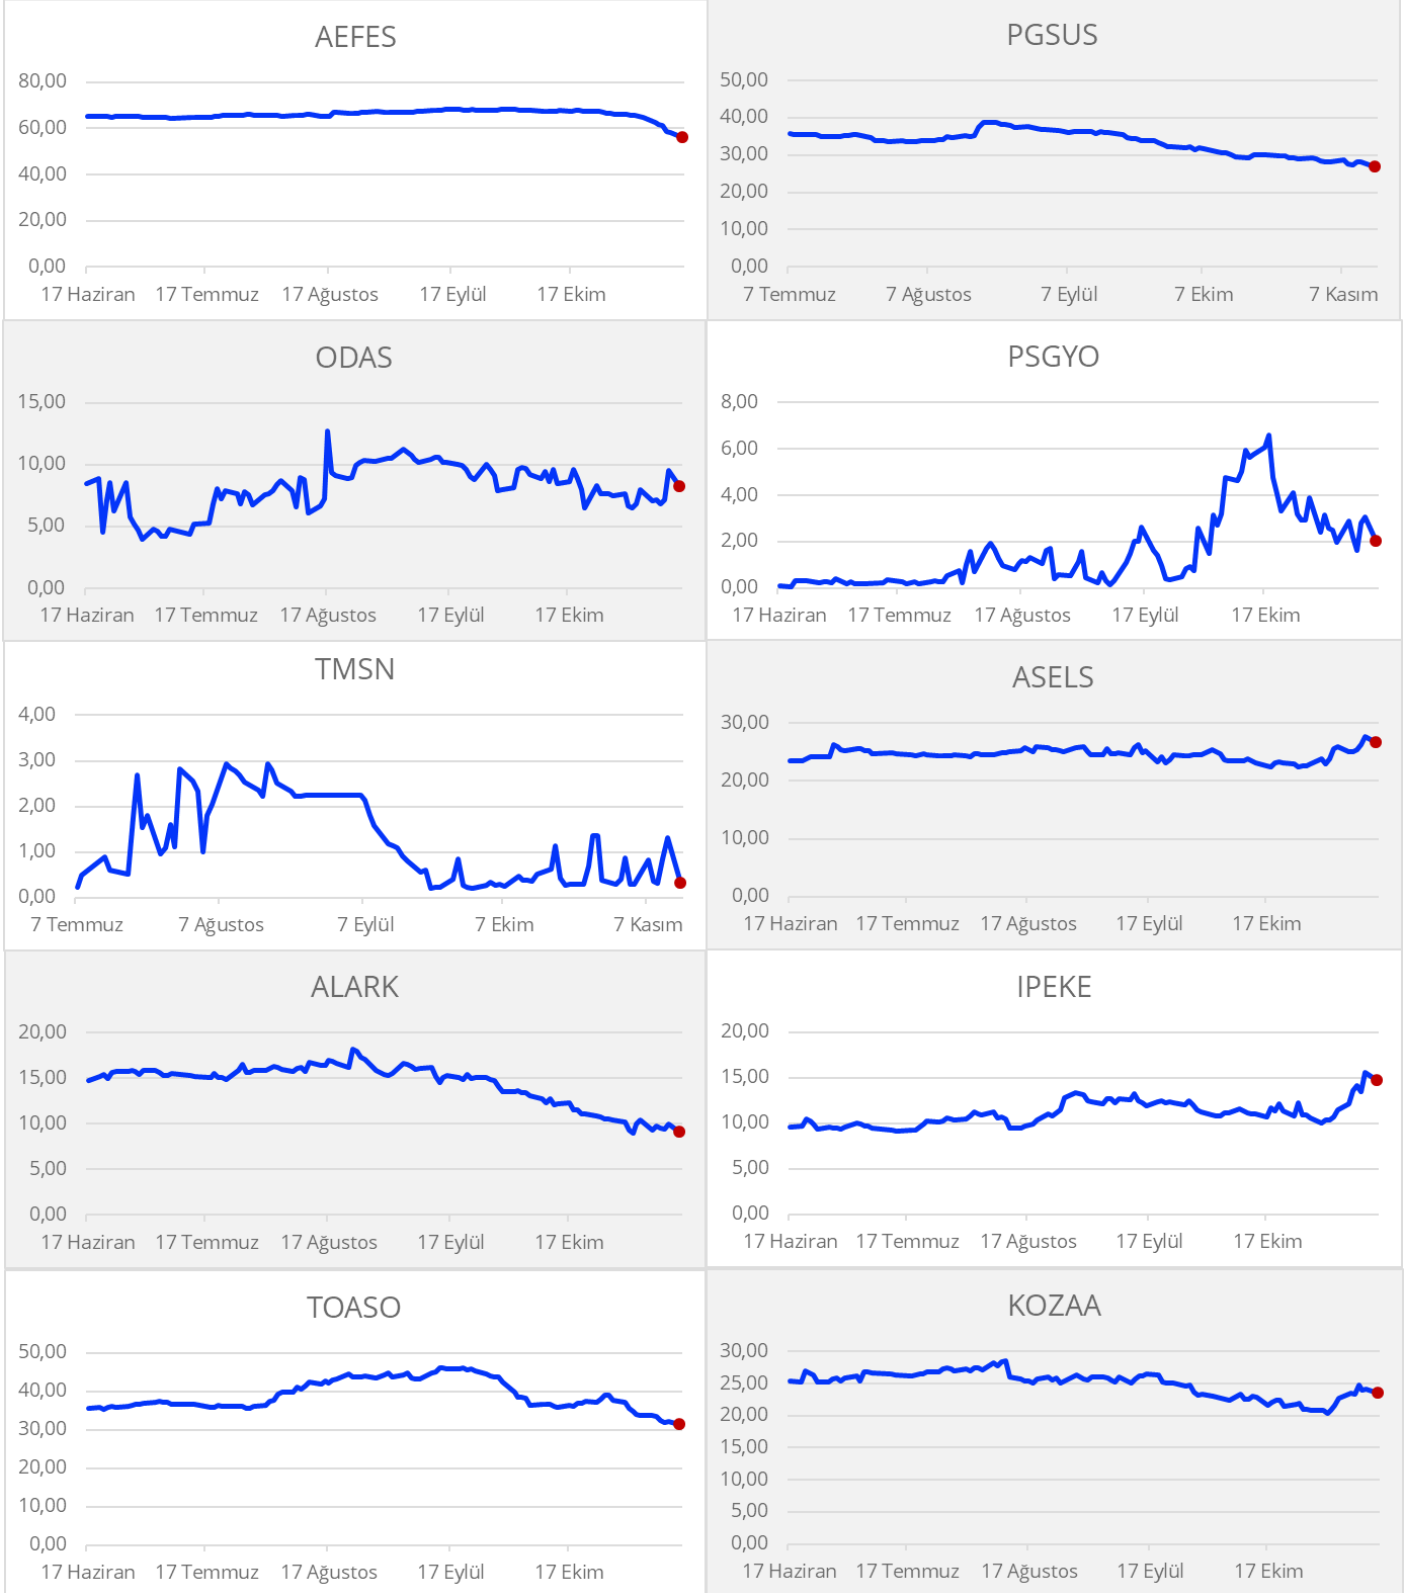 AEFES
80,00
60,00
40,00
20,00
0,00
17 Haziran 17 Temmuz 17 Ağustos 17 Eylül 17 Ekim
PGSUS
50,00
40,00
30,00
20,00
10,00
0,00
7 Temmuz 7 Ağustos 7 Eylül 7 Ekim 7 Kasım
ODAS
15,00
10,00
5,00
0,00
17 Haziran 17 Temmuz 17 Ağustos 17 Eylül 17 Ekim
PSGYO
8,00
6,00
4,00
2,00
0,00
17 Haziran 17 Temmuz 17 Ağustos 17 Eylül 17 Ekim
TMSN
4,00
3,00
2,00
1,00
0,00
7 Temmuz 7 Ağustos 7 Eylül 7 Ekim 7 Kasım
ASELS
30,00
20,00
10,00
0,00
17 Haziran 17 Temmuz 17 Ağustos 17 Eylül 17 Ekim
ALARK
20,00
15,00
10,00
5,00
0,00
17 Haziran 17 Temmuz 17 Ağustos 17 Eylül 17 Ekim
IPEKE
20,00
15,00
10,00
5,00
0,00
17 Haziran 17 Temmuz 17 Ağustos 17 Eylül 17 Ekim
TOASO
50,00
40,00
30,00
20,00
10,00
0,00
17 Haziran 17 Temmuz 17 Ağustos 17 Eylül 17 Ekim
KOZAA
30,00
25,00
20,00
15,00
10,00
5,00
0,00
17 Haziran 17 Temmuz 17 Ağustos 17 Eylül 17 Ekim